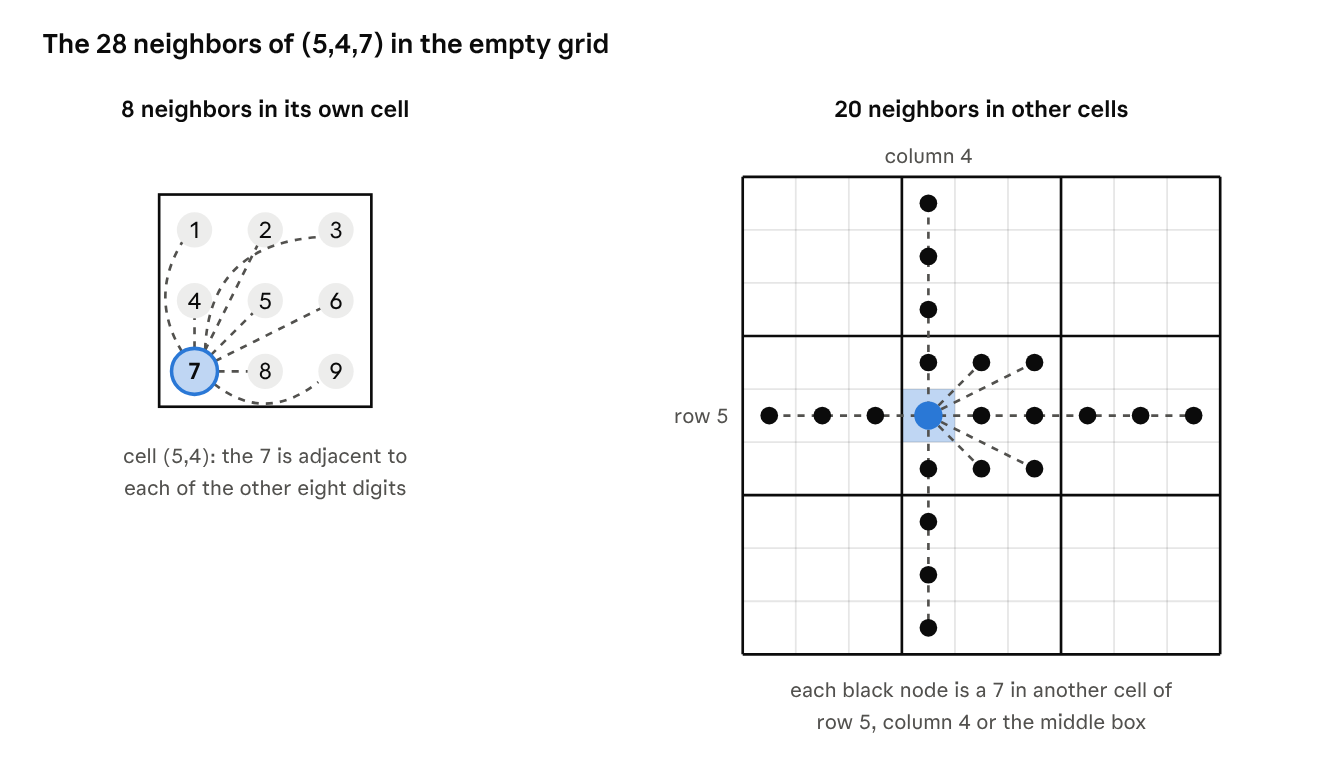 The 28 neighbors of (5,4,7) in the empty grid
8 neighbors in its own cell
1 2 3
4 5 6
7 8 9
cell (5,4): the 7 is adjacent to
each of the other eight digits
20 neighbors in other cells
column 4
row 5
each black node is a 7 in another cell of
row 5, column 4 or the middle box